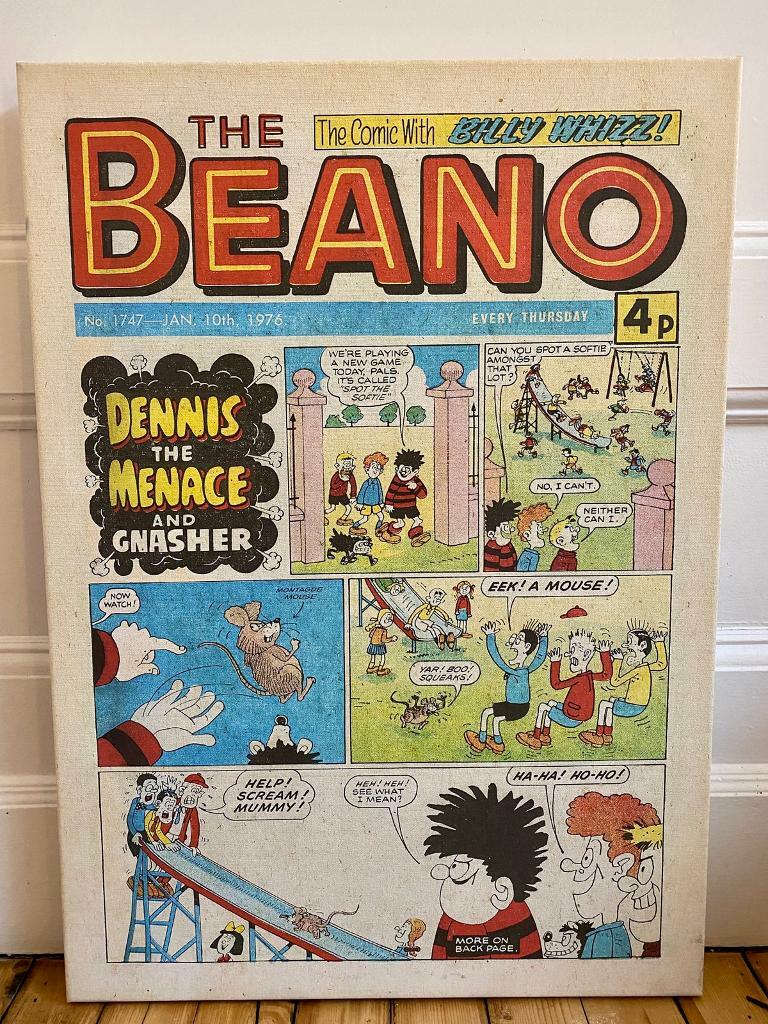 THE
The Comic With BILLY WHIZZ!
BEANO
No. 1747—JAN. 10th, 1976.
EVERY THURSDAY
4p
DENNIS
THE
MENACE
AND
GNASHER
WE'RE PLAYING
A NEW GAME
TODAY, PALS.
IT'S CALLED
"SPOT THE
SOFTIE"
CAN YOU SPOT A SOFTIE
AMONGST
THAT
LOT?
NO, I CAN'T.
NEITHER
CAN I.
NOW
WATCH!
MONTAGUE
MOUSE
EEK! A MOUSE!
YAR! BOO!
SQUEAKS!
HELP!
SCREAM!
MUMMY!
HEH! HEH!
SEE WHAT
I MEAN?
HA-HA! HO-HO!
MORE ON
BACK PAGE.